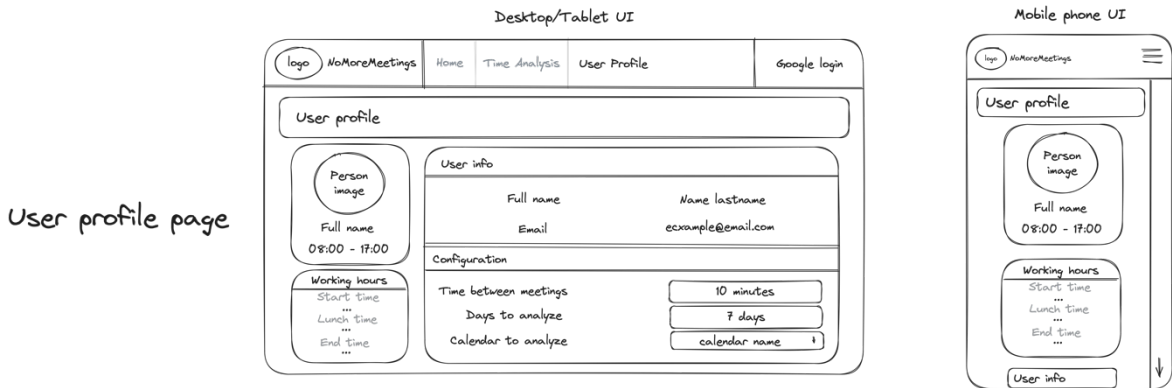 Desktop/Tablet UI
Mobile phone UI
User profile page
logo NoMoreMeetings Home Time Analysis User Profile Google login
User profile
Person
image
Full name
08:00 - 17:00
Working hours
Start time
...
Lunch time
...
End time
...
User info
Full name Name lastname
Email ecxample@email.com
Configuration
Time between meetings 10 minutes
Days to analyze 7 days
Calendar to analyze calendar name
logo NoMoreMeetings
User profile
Person
image
Full name
08:00 - 17:00
Working hours
Start time
...
Lunch time
...
End time
...
User info